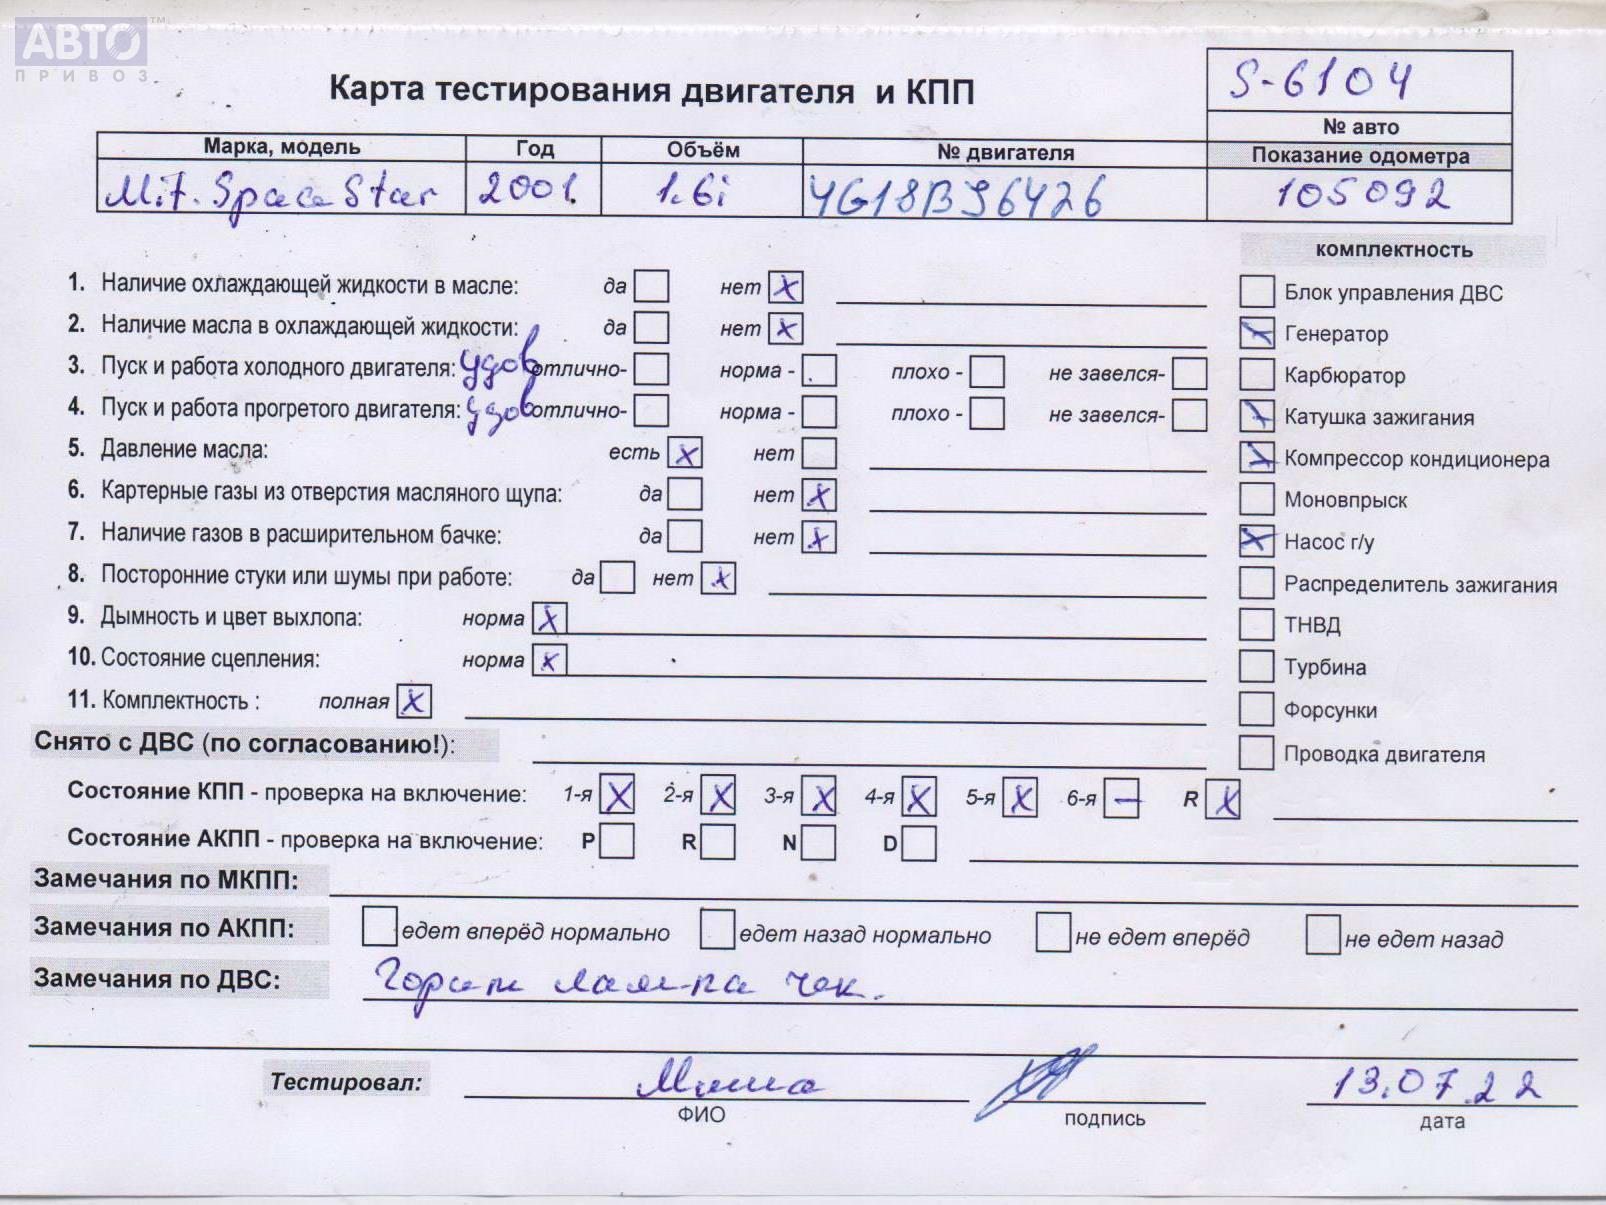 АВТО™
ПРИВОЗ
Карта тестирования двигателя и КПП
S-6104
№ авто
Марка, модель Год Объём № двигателя Показание одометра
M.T. Space Star 2001. 1.6i 4G18BS6426 105092
комплектность
1. Наличие охлаждающей жидкости в масле: да нет X
2. Наличие масла в охлаждающей жидкости: да нет X
3. Пуск и работа холодного двигателя: удов отлично- норма - плохо - не завелся-
4. Пуск и работа прогретого двигателя: удов отлично- норма - плохо - не завелся-
5. Давление масла: есть X нет
6. Картерные газы из отверстия масляного щупа: да нет X
7. Наличие газов в расширительном бачке: да нет X
8. Посторонние стуки или шумы при работе: да нет X
9. Дымность и цвет выхлопа: норма X
10. Состояние сцепления: норма X
11. Комплектность : полная X
Блок управления ДВС
X Генератор
Карбюратор
X Катушка зажигания
X Компрессор кондиционера
Моновпрыск
X Насос г/у
Распределитель зажигания
ТНВД
Турбина
Форсунки
Проводка двигателя
Снято с ДВС (по согласованию!):
Состояние КПП - проверка на включение: 1-я X 2-я X 3-я X 4-я X 5-я X 6-я — R X
Состояние АКПП - проверка на включение: P R N D
Замечания по МКПП:
Замечания по АКПП: едет вперёд нормально едет назад нормально не едет вперёд не едет назад
Замечания по ДВС: Горит лампа чек.
Тестировал: Миша 13.07.22
ФИО подпись дата